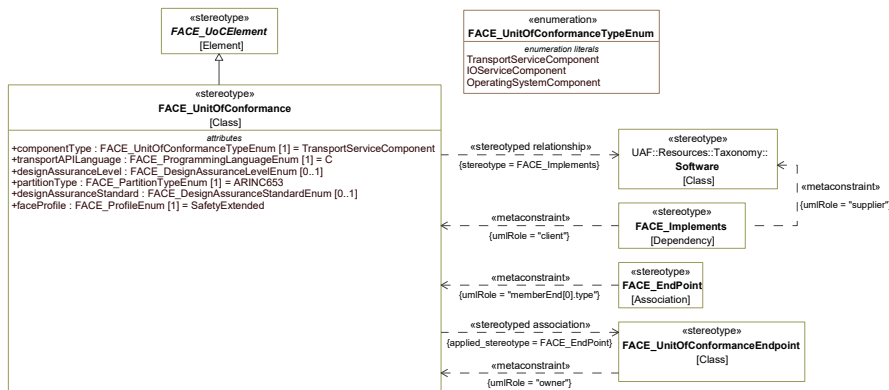 «stereotype»
FACE_UoCElement
[Element]
«enumeration»
FACE_UnitOfConformanceTypeEnum
enumeration literals
TransportServiceComponent
IOServiceComponent
OperatingSystemComponent
«stereotype»
FACE_UnitOfConformance
[Class]
attributes
+componentType : FACE_UnitOfConformanceTypeEnum [1] = TransportServiceComponent
+transportAPILanguage : FACE_ProgrammingLanguageEnum [1] = C
+designAssuranceLevel : FACE_DesignAssuranceLevelEnum [0..1]
+partitionType : FACE_PartitionTypeEnum [1] = ARINC653
+designAssuranceStandard : FACE_DesignAssuranceStandardEnum [0..1]
+faceProfile : FACE_ProfileEnum [1] = SafetyExtended
«stereotyped relationship»
{stereotype = FACE_Implements}
«stereotype»
UAF::Resources::Taxonomy::
Software
[Class]
«metaconstraint»
{umlRole = "supplier"}
«metaconstraint»
{umlRole = "client"}
«stereotype»
FACE_Implements
[Dependency]
«metaconstraint»
{umlRole = "memberEnd[0].type"}
«stereotype»
FACE_EndPoint
[Association]
«stereotyped association»
{applied_stereotype = FACE_EndPoint}
«stereotype»
FACE_UnitOfConformanceEndpoint
[Class]
«metaconstraint»
{umlRole = "owner"}